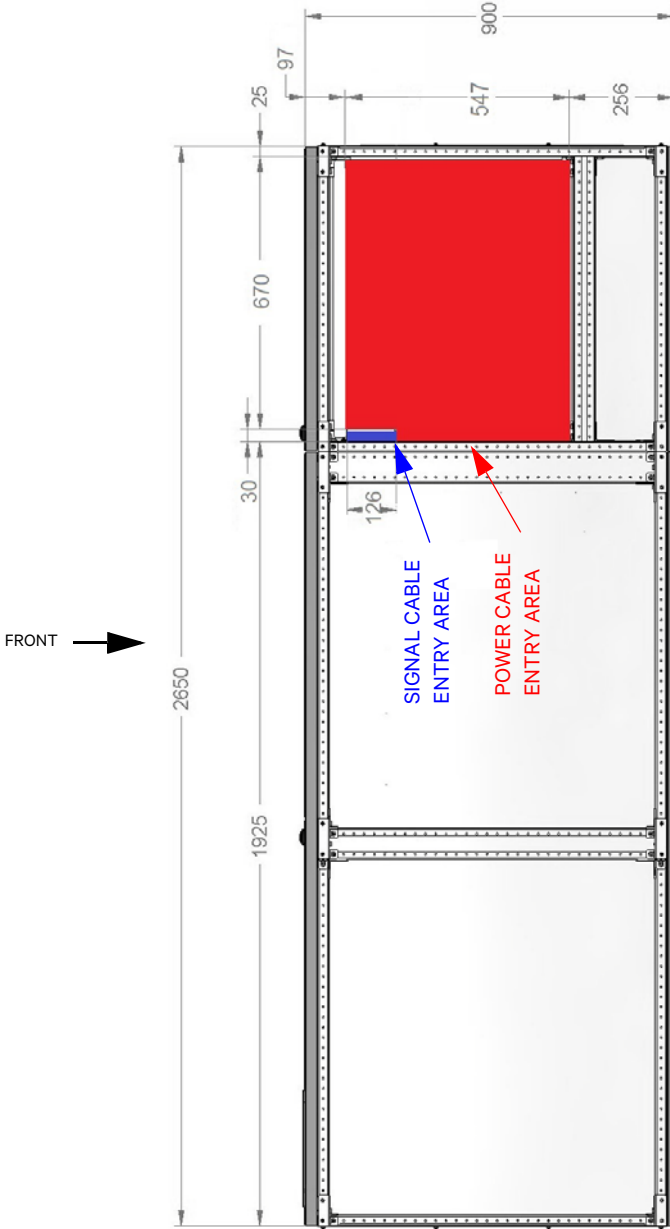 900
97
547
256
25
670
30
126
SIGNAL CABLE
ENTRY AREA
POWER CABLE
ENTRY AREA
FRONT
2650
1925